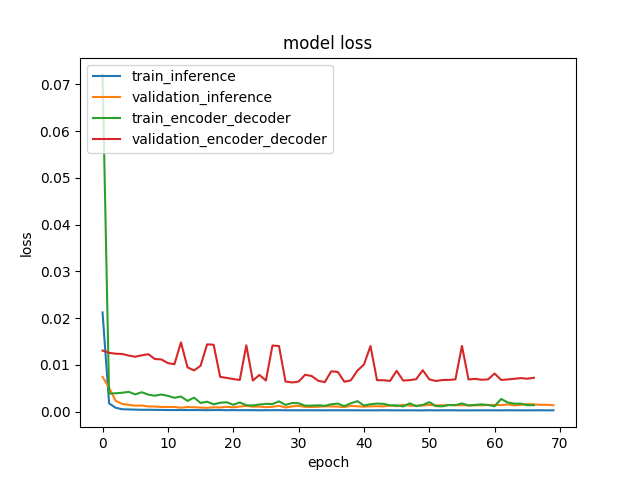 model loss
train_inference
validation_inference
train_encoder_decoder
validation_encoder_decoder
loss
0.07
0.06
0.05
0.04
0.03
0.02
0.01
0.00
0 10 20 30 40 50 60 70
epoch